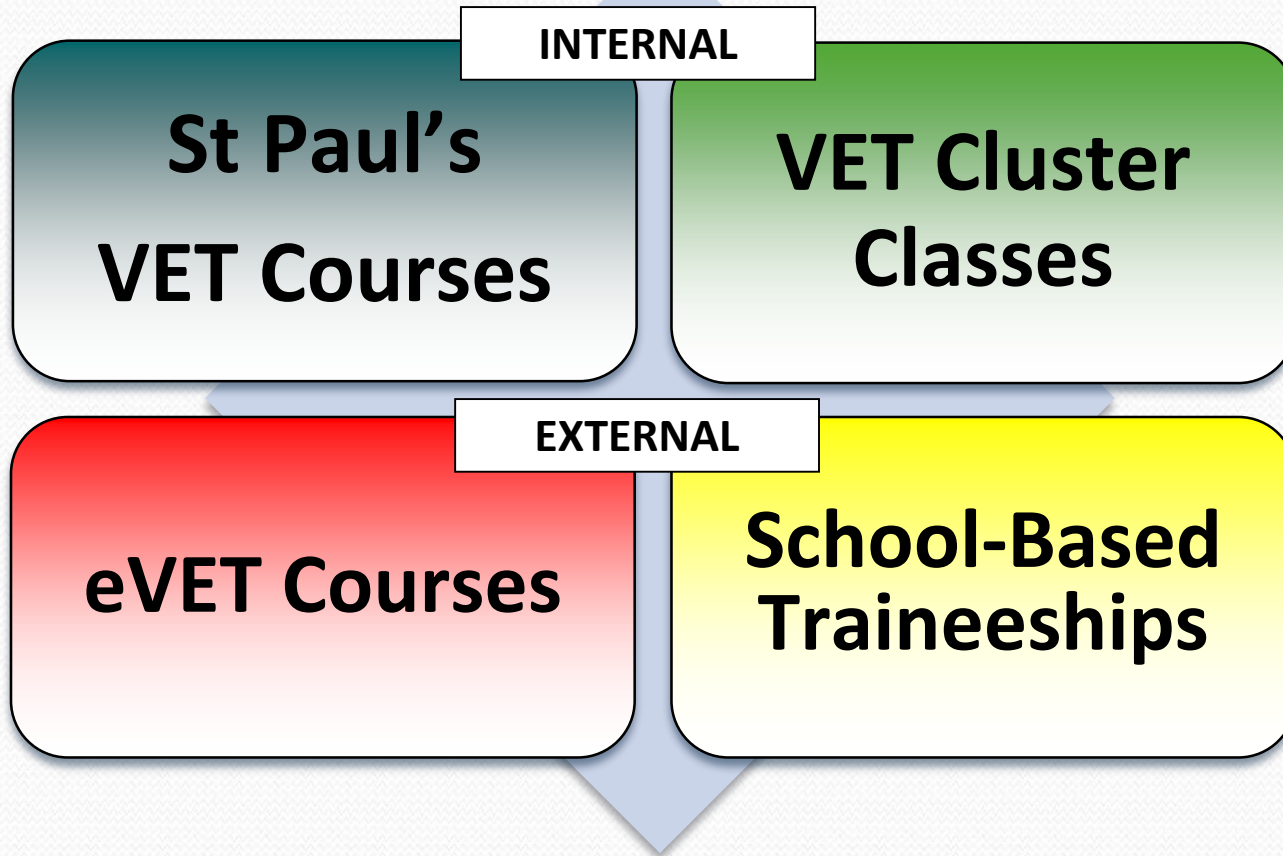 INTERNAL
St Paul’s
VET Courses
VET Cluster
Classes
EXTERNAL
eVET Courses
School-Based
Traineeships